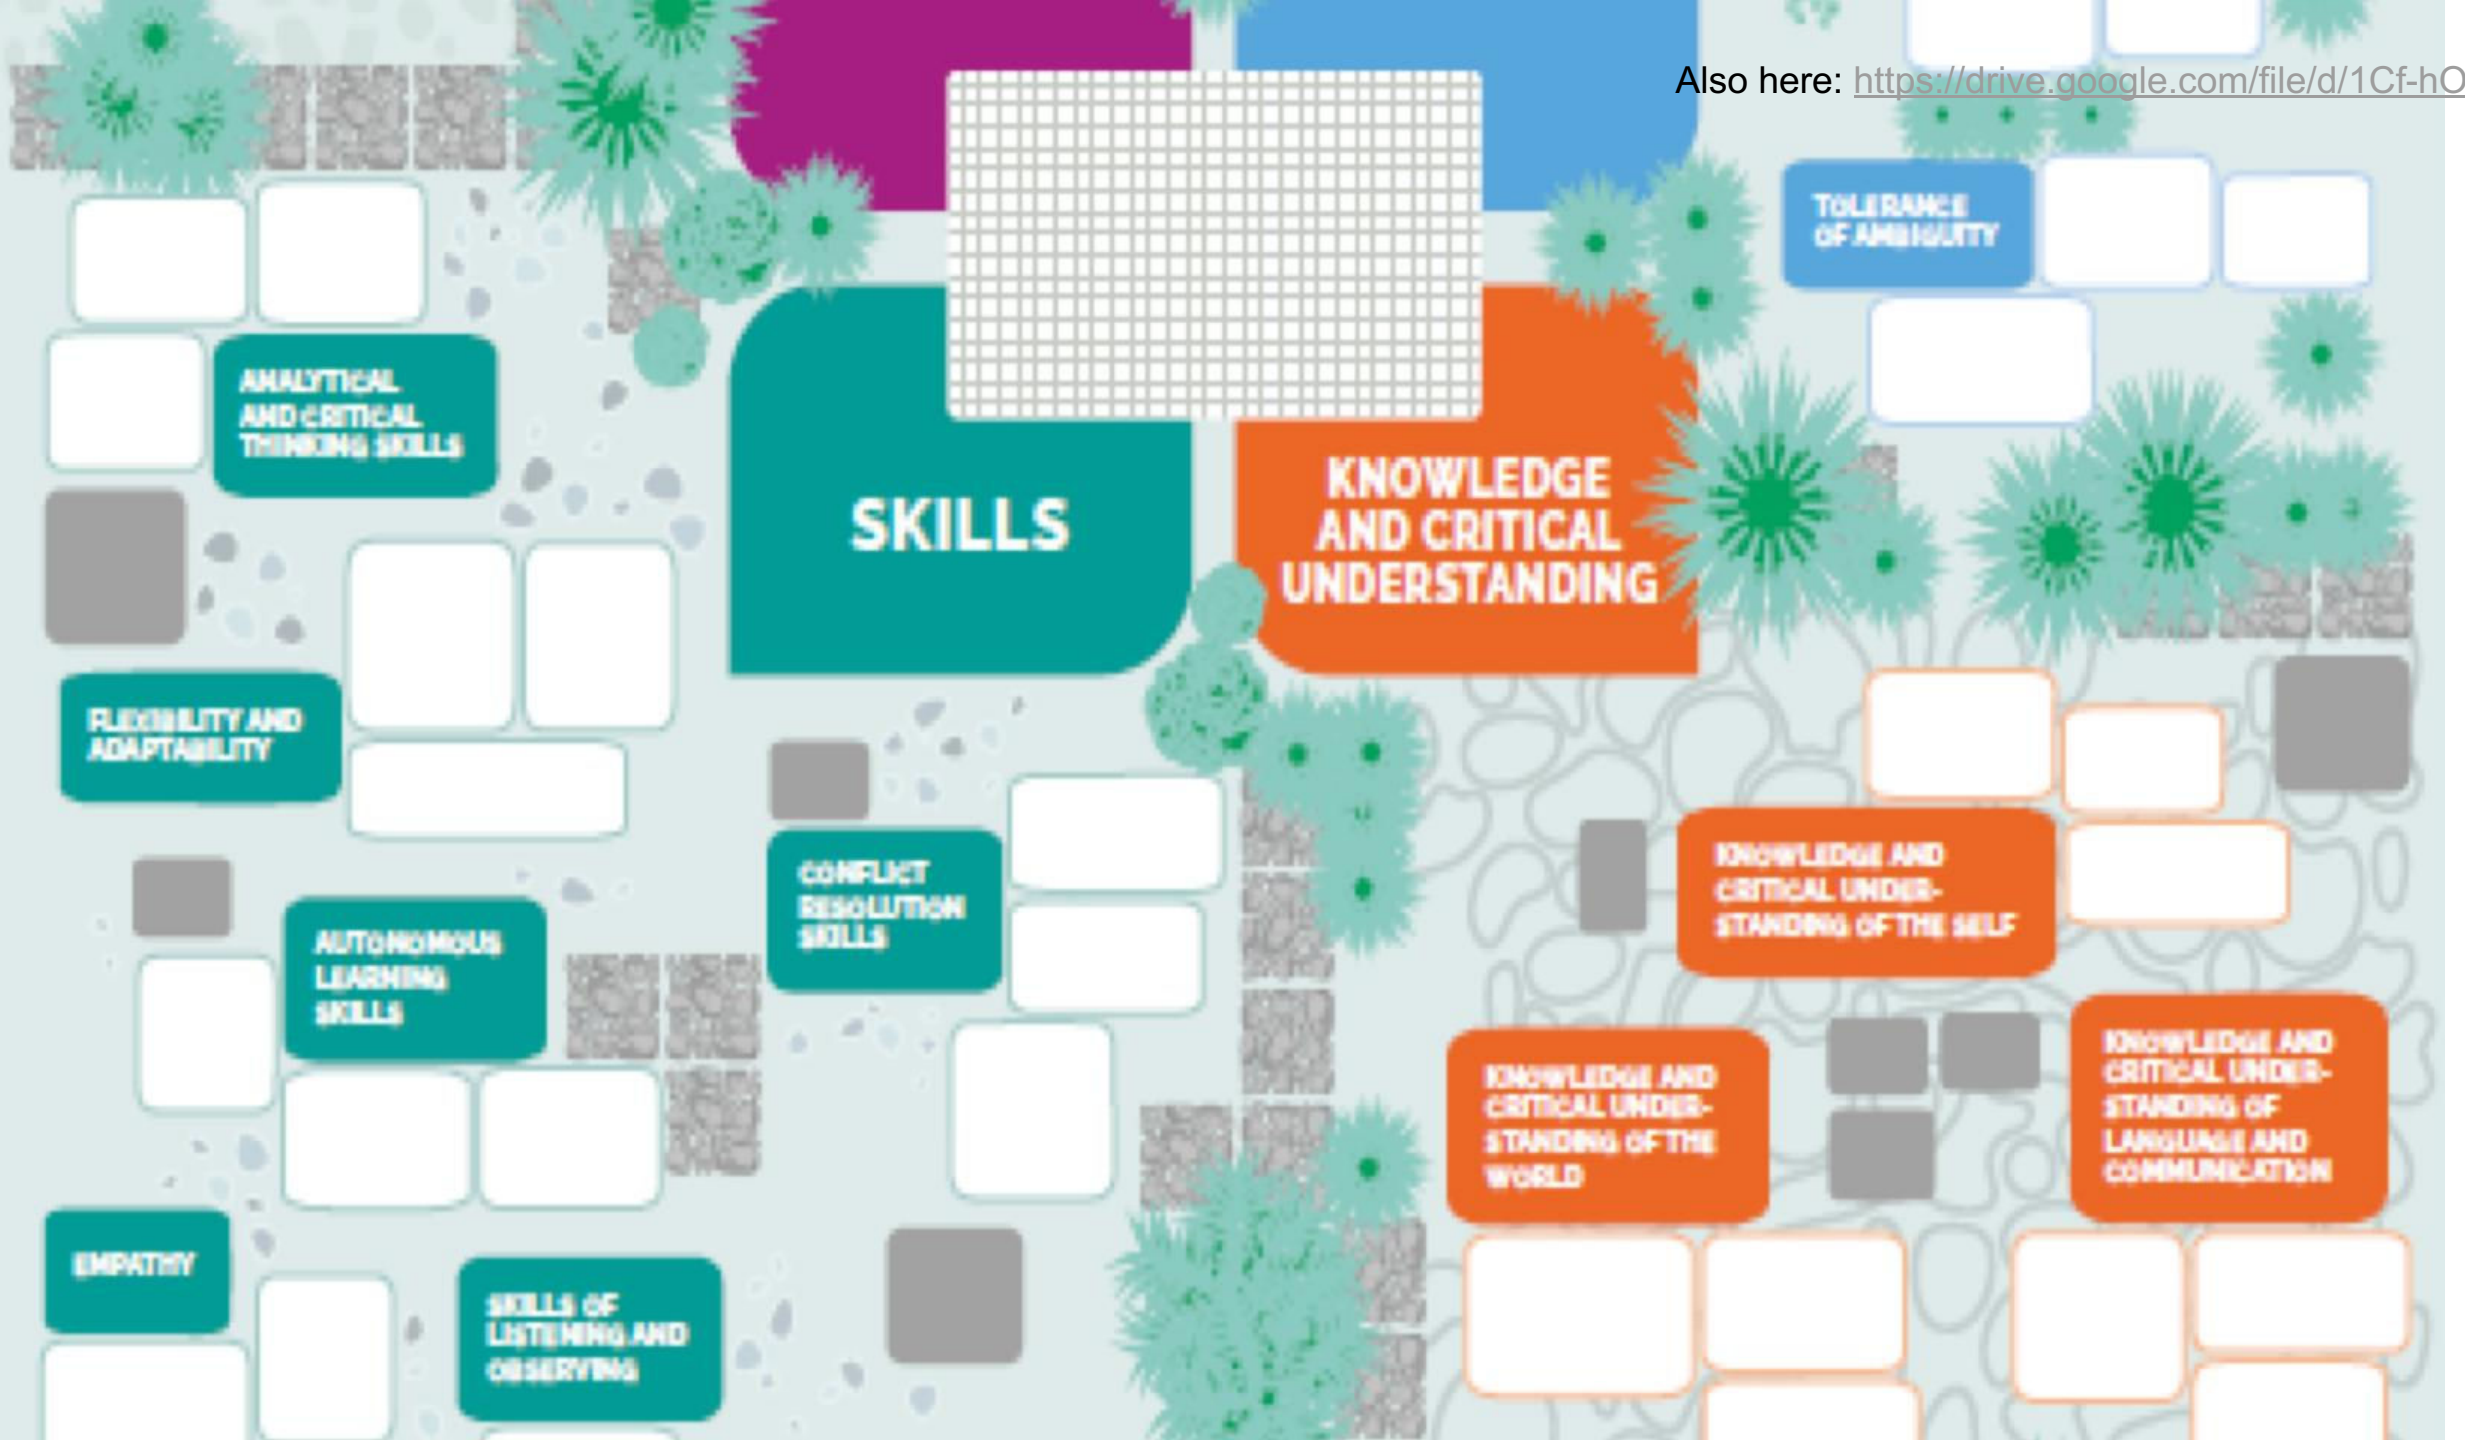 Also here: https://drive.google.com/file/d/1Cf-hO
TOLERANCE
OF AMBIGUITY
ANALYTICAL
AND CRITICAL
THINKING SKILLS
SKILLS
KNOWLEDGE
AND CRITICAL
UNDERSTANDING
FLEXIBILITY AND
ADAPTABILITY
CONFLICT
RESOLUTION
SKILLS
KNOWLEDGE AND
CRITICAL UNDER-
STANDING OF THE SELF
AUTONOMOUS
LEARNING
SKILLS
KNOWLEDGE AND
CRITICAL UNDER-
STANDING OF THE
WORLD
KNOWLEDGE AND
CRITICAL UNDER-
STANDING OF
LANGUAGE AND
COMMUNICATION
EMPATHY
SKILLS OF
LISTENING AND
OBSERVING